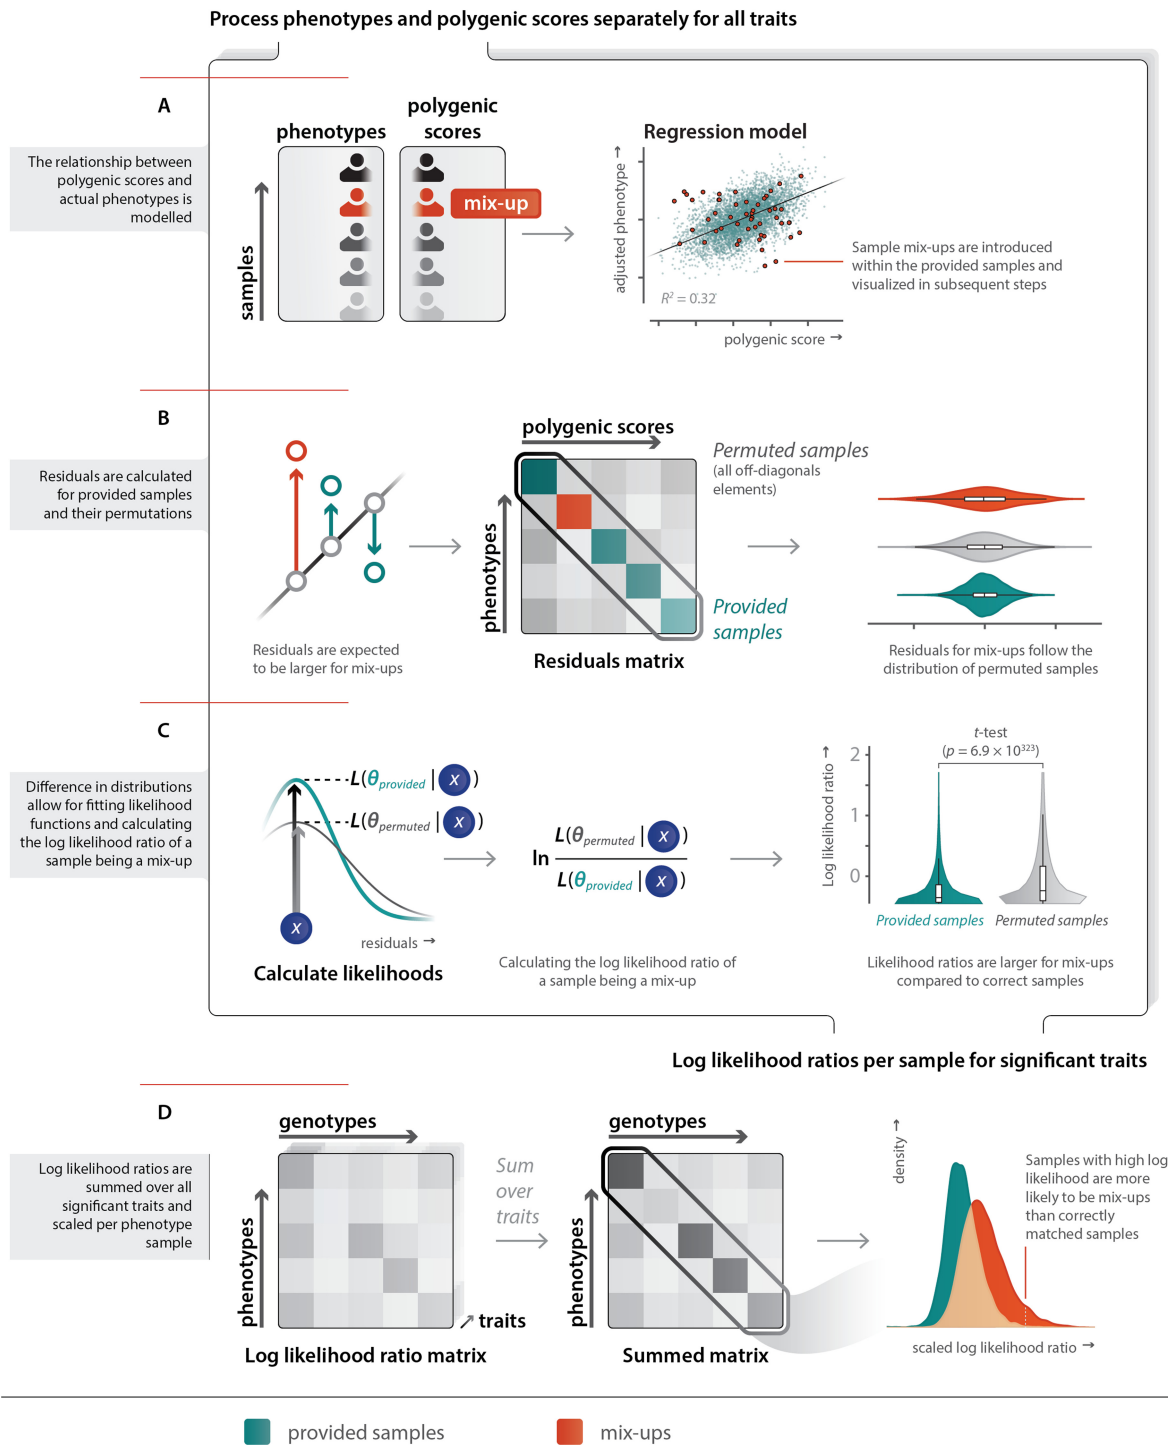 Process phenotypes and polygenic scores separately for all traits
A
The relationship between
polygenic scores and
actual phenotypes is
modelled
phenotypes
polygenic
scores
samples
mix-up
Regression model
adjusted phenotype →
R² = 0.32
polygenic score →
Sample mix-ups are introduced
within the provided samples and
visualized in subsequent steps
B
Residuals are calculated
for provided samples
and their permutations
Residuals are expected
to be larger for mix-ups
polygenic scores
phenotypes
Residuals matrix
Permuted samples
(all off-diagonals
elements)
Provided
samples
Residuals for mix-ups follow the
distribution of permuted samples
C
Difference in distributions
allow for fitting likelihood
functions and calculating
the log likelihood ratio of a
sample being a mix-up
L(θprovided | x)
L(θpermuted | x)
x
residuals →
Calculate likelihoods
ln L(θpermuted | x)
L(θprovided | x)
Calculating the log likelihood ratio of
a sample being a mix-up
t-test
(p = 6.9 × 10³²³)
Log likelihood ratio →
2
1
0
Provided samples
Permuted samples
Likelihood ratios are larger for mix-ups
compared to correct samples
Log likelihood ratios per sample for significant traits
D
Log likelihood ratios are
summed over all
significant traits and
scaled per phenotype
sample
genotypes
phenotypes
↗ traits
Log likelihood ratio matrix
Sum
over
traits
genotypes
phenotypes
Summed matrix
density →
Samples with high log
likelihood are more
likely to be mix-ups
than correctly
matched samples
scaled log likelihood ratio →
provided samples
mix-ups